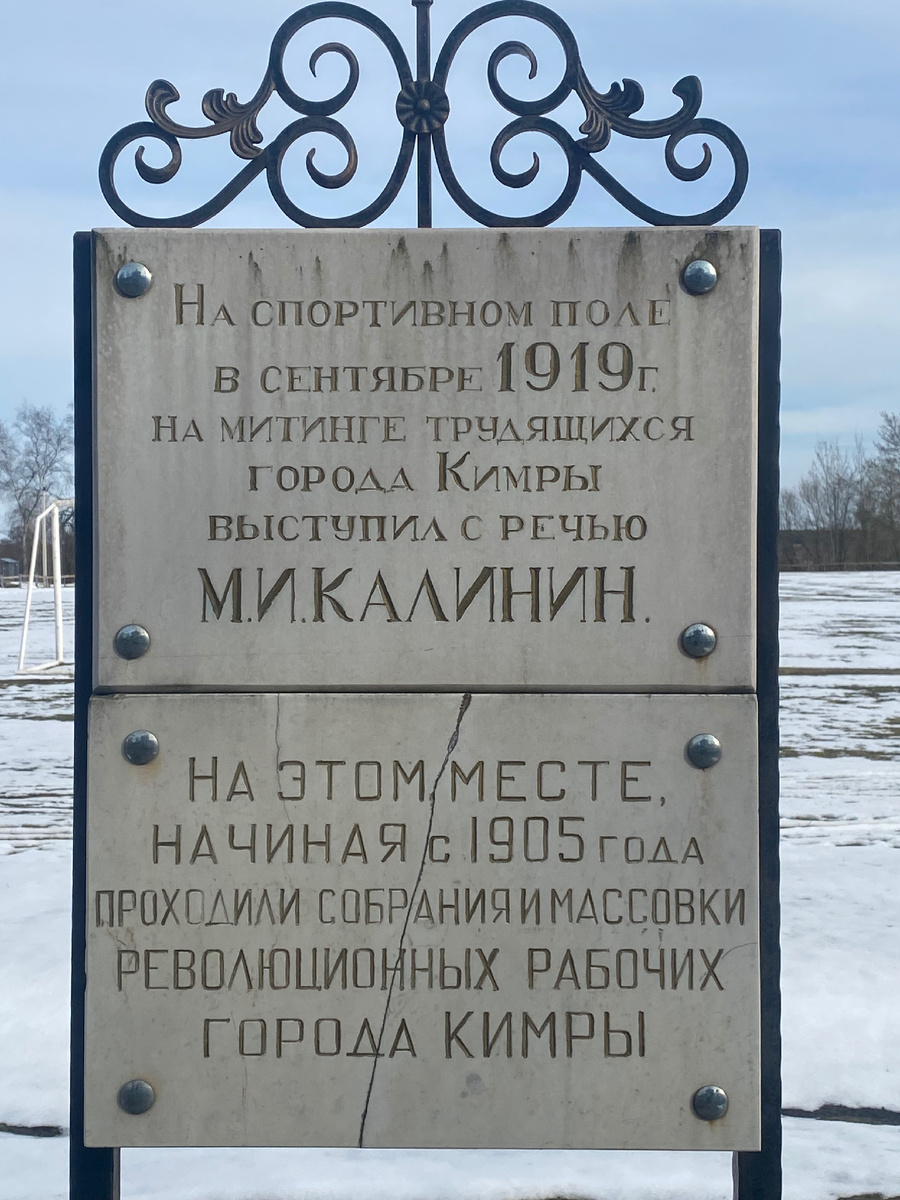 На спортивном поле
в сентябре 1919г.
на митинге трудящихся
города Кимры
выступил с речью
М.И.Калинин.
На этом месте,
начиная с 1905 года
проходили собрания и массовки
революционных рабочих
города Кимры